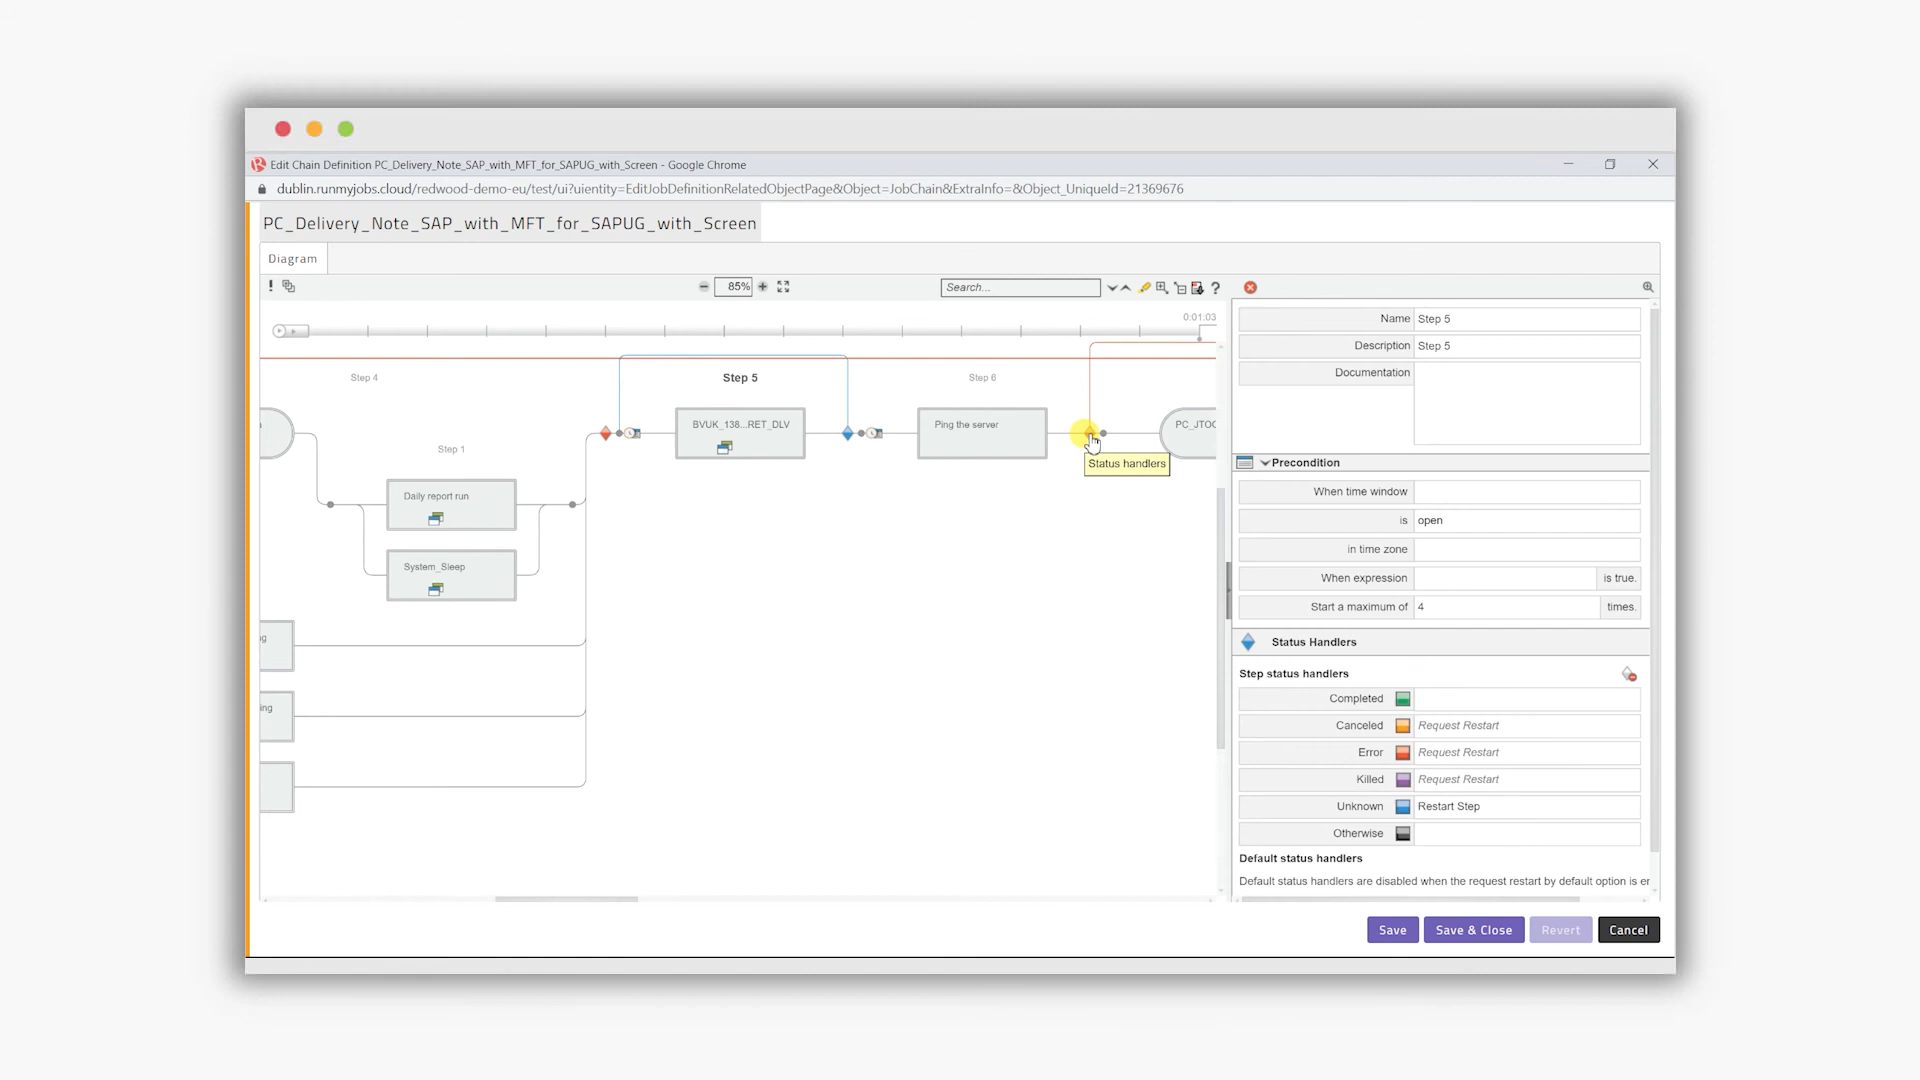 Edit Chain Definition PC_Delivery_Note_SAP_with_MFT_for_SAPUG_with_Screen - Google Chrome
dublin.runmyjobs.cloud/redwood-demo-eu/test/ui?uientity=EditJobDefinitionRelatedObjectPage&Object=JobChain&ExtraInfo=&Object_UniqueId=21369676
PC_Delivery_Note_SAP_with_MFT_for_SAPUG_with_Screen
Diagram
85%
Search...
?
0:01:03
Step 4
Step 5
Step 6
BVUK_138...RET_DLV
Ping the server
PC_JTOC
Status handlers
Step 1
Daily report run
System_Sleep
g
ing
Name Step 5
Description Step 5
Documentation
Precondition
When time window
is open
in time zone
When expression is true.
Start a maximum of 4 times.
Status Handlers
Step status handlers
Completed
Canceled Request Restart
Error Request Restart
Killed Request Restart
Unknown Restart Step
Otherwise
Default status handlers
Default status handlers are disabled when the request restart by default option is er
Save Save & Close Revert Cancel